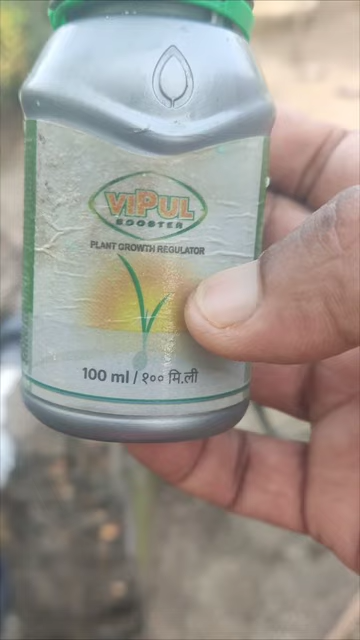 VIPUL
BOOSTER
PLANT GROWTH REGULATOR
100 ml / १०० मि.ली